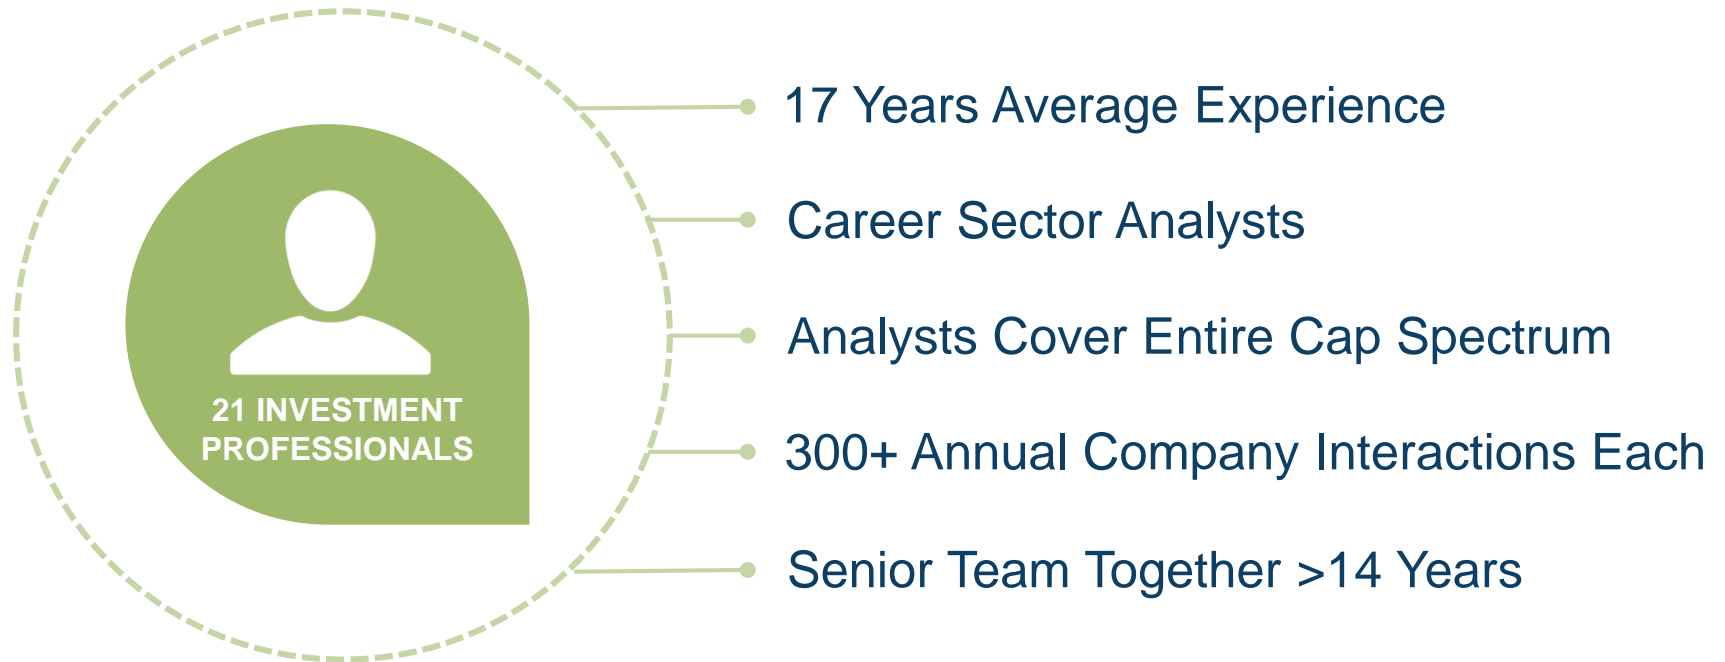 21 INVESTMENT
PROFESSIONALS
17 Years Average Experience
Career Sector Analysts
Analysts Cover Entire Cap Spectrum
300+ Annual Company Interactions Each
Senior Team Together >14 Years